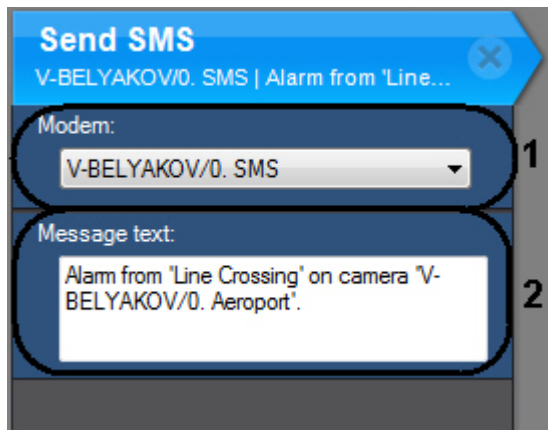 Send SMS
V-BELYAKOV/0. SMS | Alarm from 'Line...
Modem:
V-BELYAKOV/0. SMS
1
Message text:
Alarm from 'Line Crossing' on camera 'V-
BELYAKOV/0. Aeroport'.
2